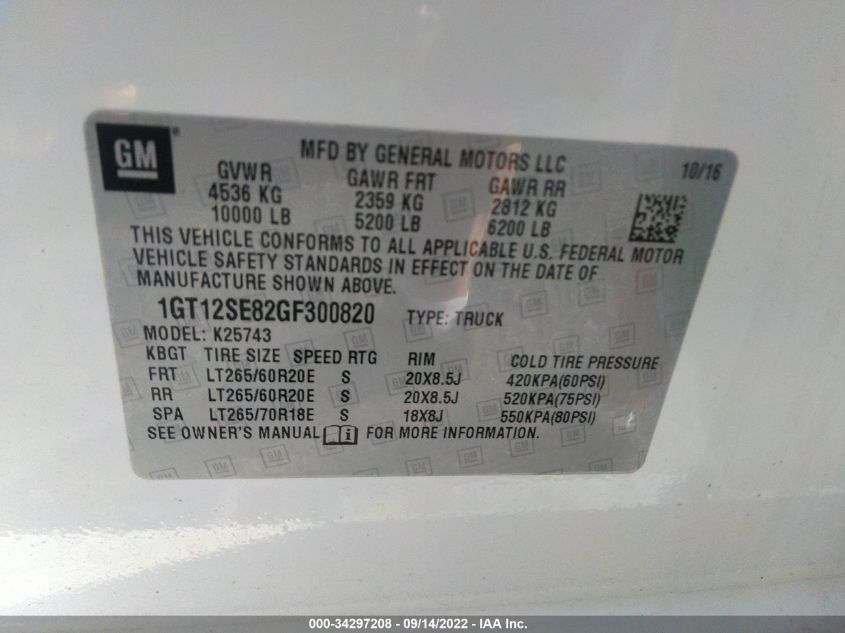 GM
MFD BY GENERAL MOTORS LLC 10/16
GVWR GAWR FRT GAWR RR
4536 KG 2359 KG 2812 KG
10000 LB 5200 LB 6200 LB
THIS VEHICLE CONFORMS TO ALL APPLICABLE U.S. FEDERAL MOTOR
VEHICLE SAFETY STANDARDS IN EFFECT ON THE DATE OF
MANUFACTURE SHOWN ABOVE.
1GT12SE82GF300820 TYPE: TRUCK
MODEL: K25743
KBGT TIRE SIZE SPEED RTG RIM COLD TIRE PRESSURE
FRT LT265/60R20E S 20X8.5J 420KPA(60PSI)
RR LT265/60R20E S 20X8.5J 520KPA(75PSI)
SPA LT265/70R18E S 18X8J 550KPA(80PSI)
SEE OWNER'S MANUAL FOR MORE INFORMATION.
000-34297208 - 09/14/2022 - IAA Inc.